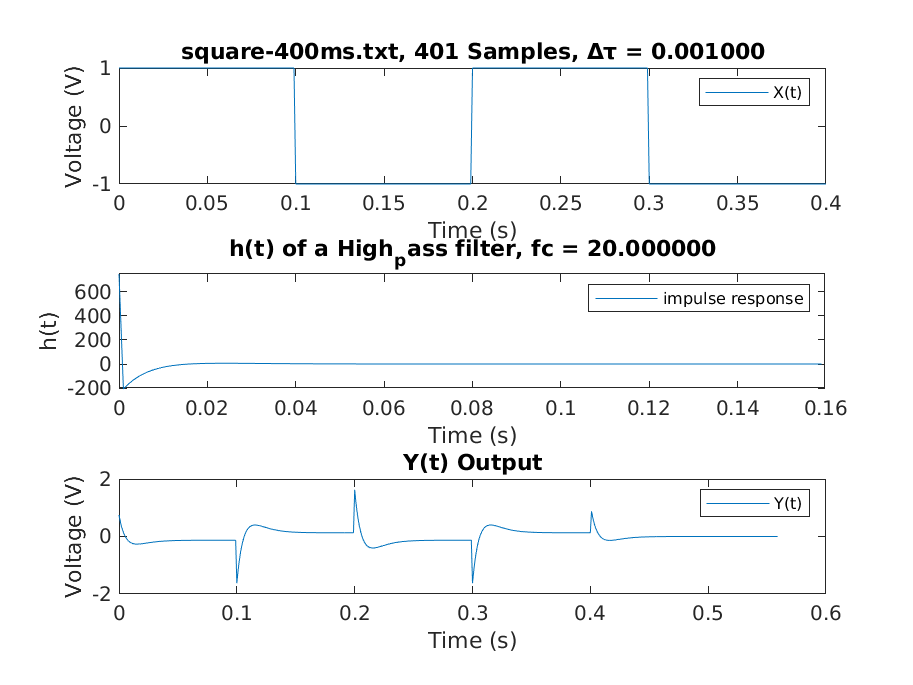 square-400ms.txt, 401 Samples, Δτ = 0.001000
Voltage (V)
1
0
-1
X(t)
0 0.05 0.1 0.15 0.2 0.25 0.3 0.35 0.4
Time (s)
h(t) of a High_pass filter, fc = 20.000000
h(t)
600
400
200
0
-200
impulse response
0 0.02 0.04 0.06 0.08 0.1 0.12 0.14 0.16
Time (s)
Y(t) Output
Voltage (V)
2
0
-2
Y(t)
0 0.1 0.2 0.3 0.4 0.5 0.6
Time (s)